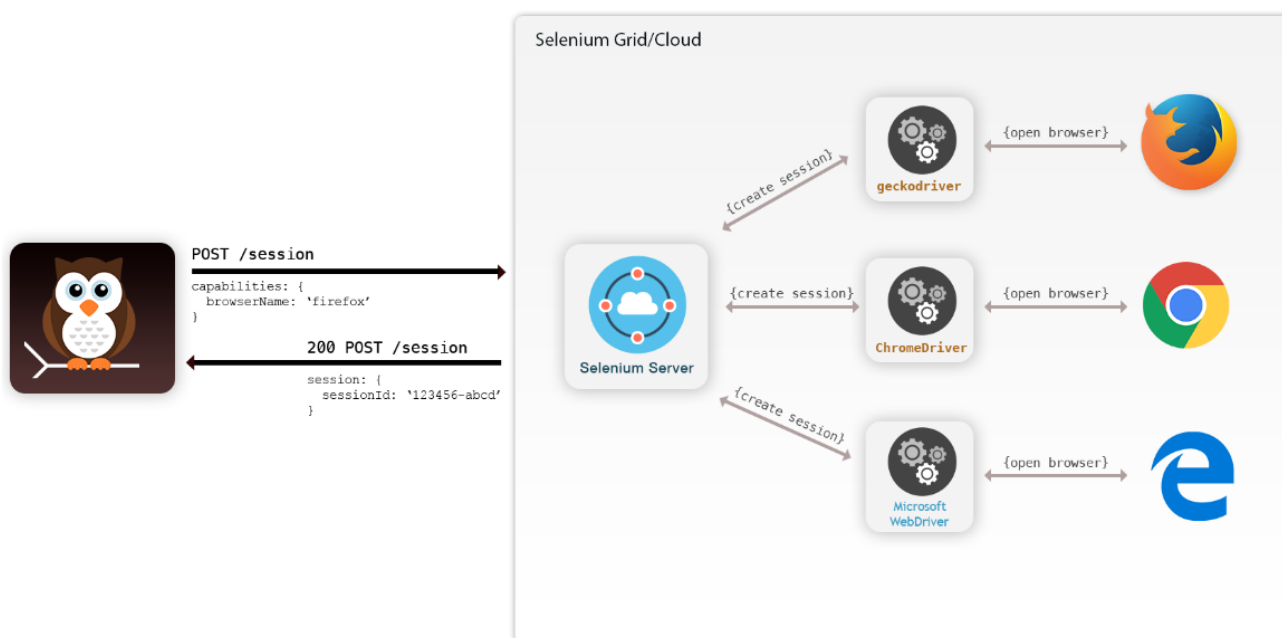 Selenium Grid/Cloud
POST /session
capabilities: {
browserName: ‘firefox’
}
200 POST /session
session: {
sessionId: ‘123456-abcd’
}
Selenium Server
{create session}
geckodriver
{open browser}
{create session}
ChromeDriver
{open browser}
{create session}
Microsoft
WebDriver
{open browser}